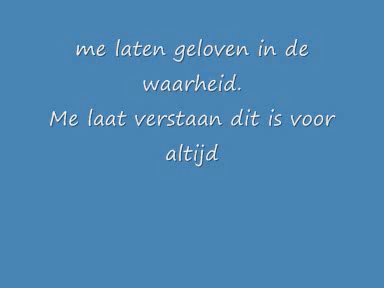 me laten geloven in de
waarheid.
Me laat verstaan dit is voor
altijd